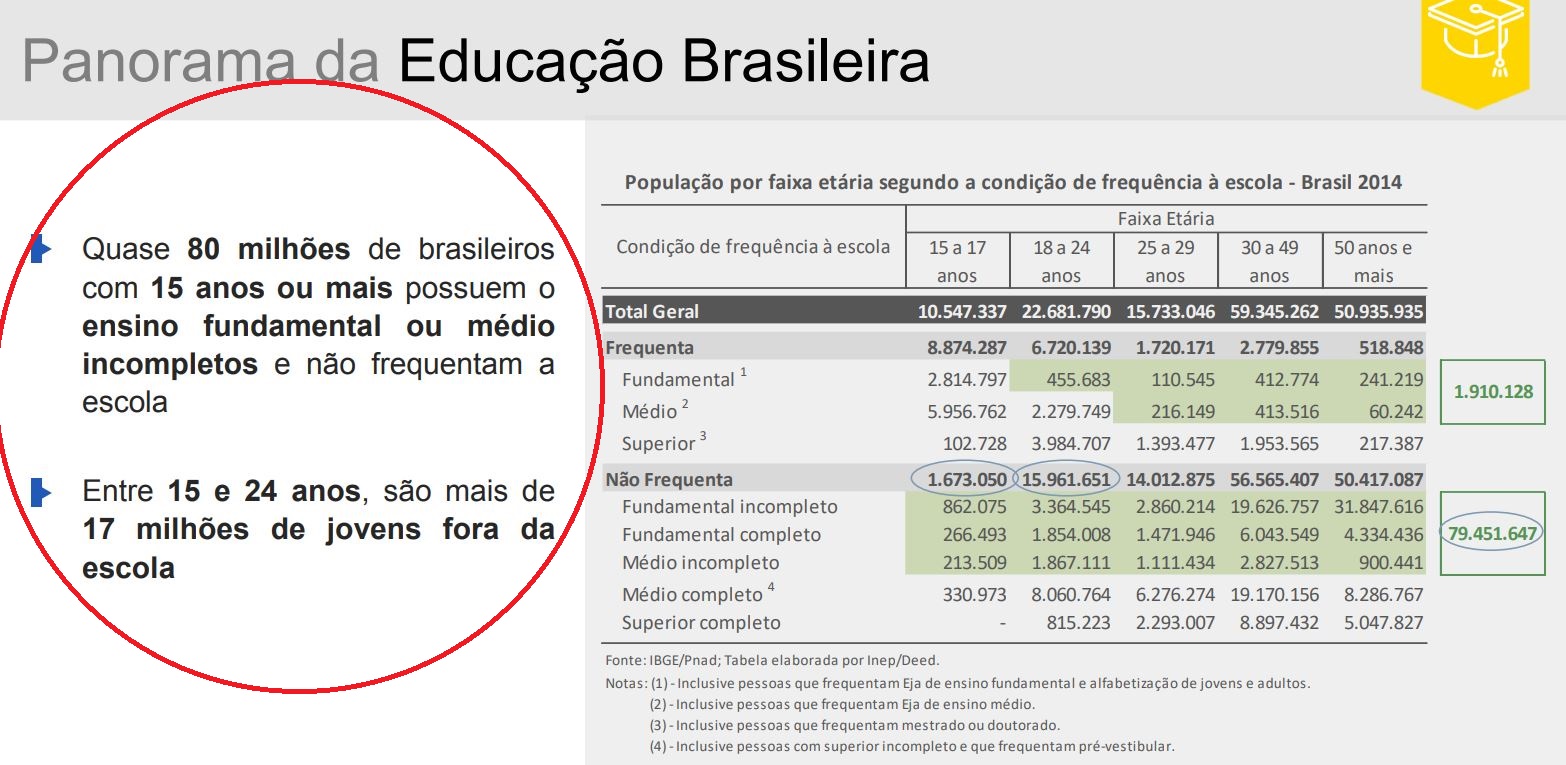 Panorama da Educação Brasileira
Quase 80 milhões de brasileiros
com 15 anos ou mais possuem o
ensino fundamental ou médio
incompletos e não frequentam a
escola
Entre 15 e 24 anos, são mais de
17 milhões de jovens fora da
escola
População por faixa etária segundo a condição de frequência à escola - Brasil 2014
Condição de frequência à escola
Faixa Etária
15 a 17 anos
18 a 24 anos
25 a 29 anos
30 a 49 anos
50 anos e mais
Total Geral 10.547.337 22.681.790 15.733.046 59.345.262 50.935.935
Frequenta 8.874.287 6.720.139 1.720.171 2.779.855 518.848
Fundamental 1 2.814.797 455.683 110.545 412.774 241.219
1.910.128
Médio 2 5.956.762 2.279.749 216.149 413.516 60.242
Superior 3 102.728 3.984.707 1.393.477 1.953.565 217.387
Não Frequenta 1.673.050 15.961.651 14.012.875 56.565.407 50.417.087
Fundamental incompleto 862.075 3.364.545 2.860.214 19.626.757 31.847.616
Fundamental completo 266.493 1.854.008 1.471.946 6.043.549 4.334.436
79.451.647
Médio incompleto 213.509 1.867.111 1.111.434 2.827.513 900.441
Médio completo 4 330.973 8.060.764 6.276.274 19.170.156 8.286.767
Superior completo - 815.223 2.293.007 8.897.432 5.047.827
Fonte: IBGE/Pnad; Tabela elaborada por Inep/Deed.
Notas: (1) - Inclusive pessoas que frequentam Eja de ensino fundamental e alfabetização de jovens e adultos.
(2) - Inclusive pessoas que frequentam Eja de ensino médio.
(3) - Inclusive pessoas que frequentam mestrado ou doutorado.
(4) - Inclusive pessoas com superior incompleto e que frequentam pré-vestibular.